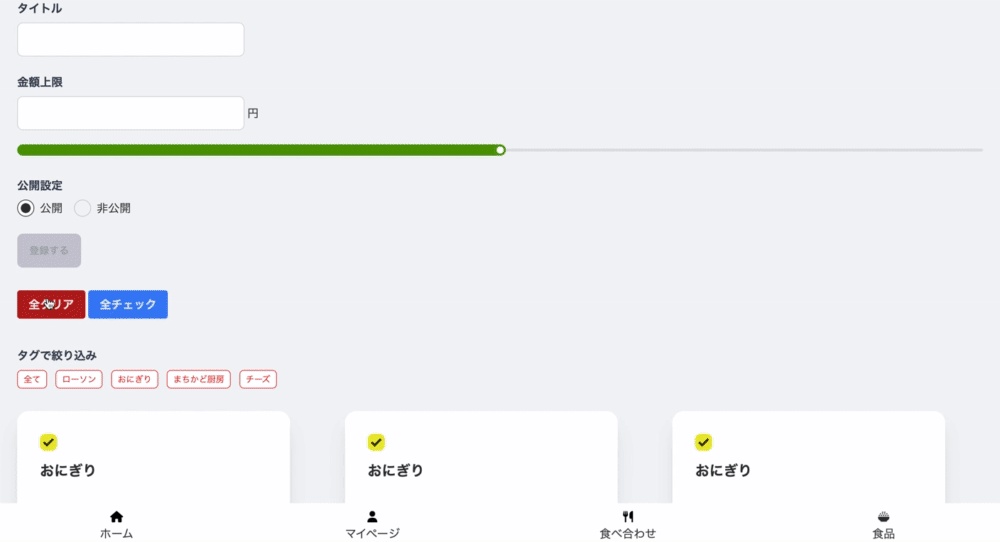 タイトル
金額上限
円
公開設定
公開 非公開
登録する
全クリア 全チェック
タグで絞り込み
全て ローソン おにぎり まちかど厨房 チーズ
おにぎり おにぎり おにぎり
ホーム マイページ 食べ合わせ 食品